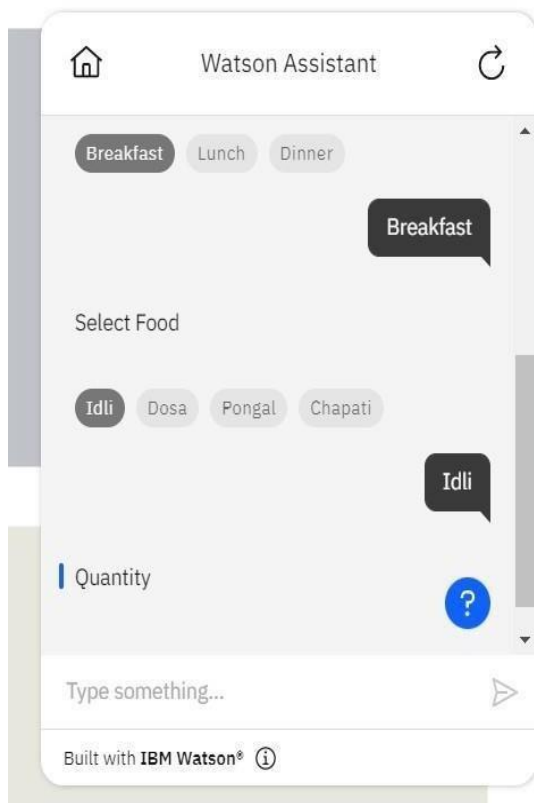 Watson Assistant
Breakfast Lunch Dinner
Breakfast
Select Food
Idli Dosa Pongal Chapati
Idli
Quantity
?
Type something...
Built with IBM Watson®